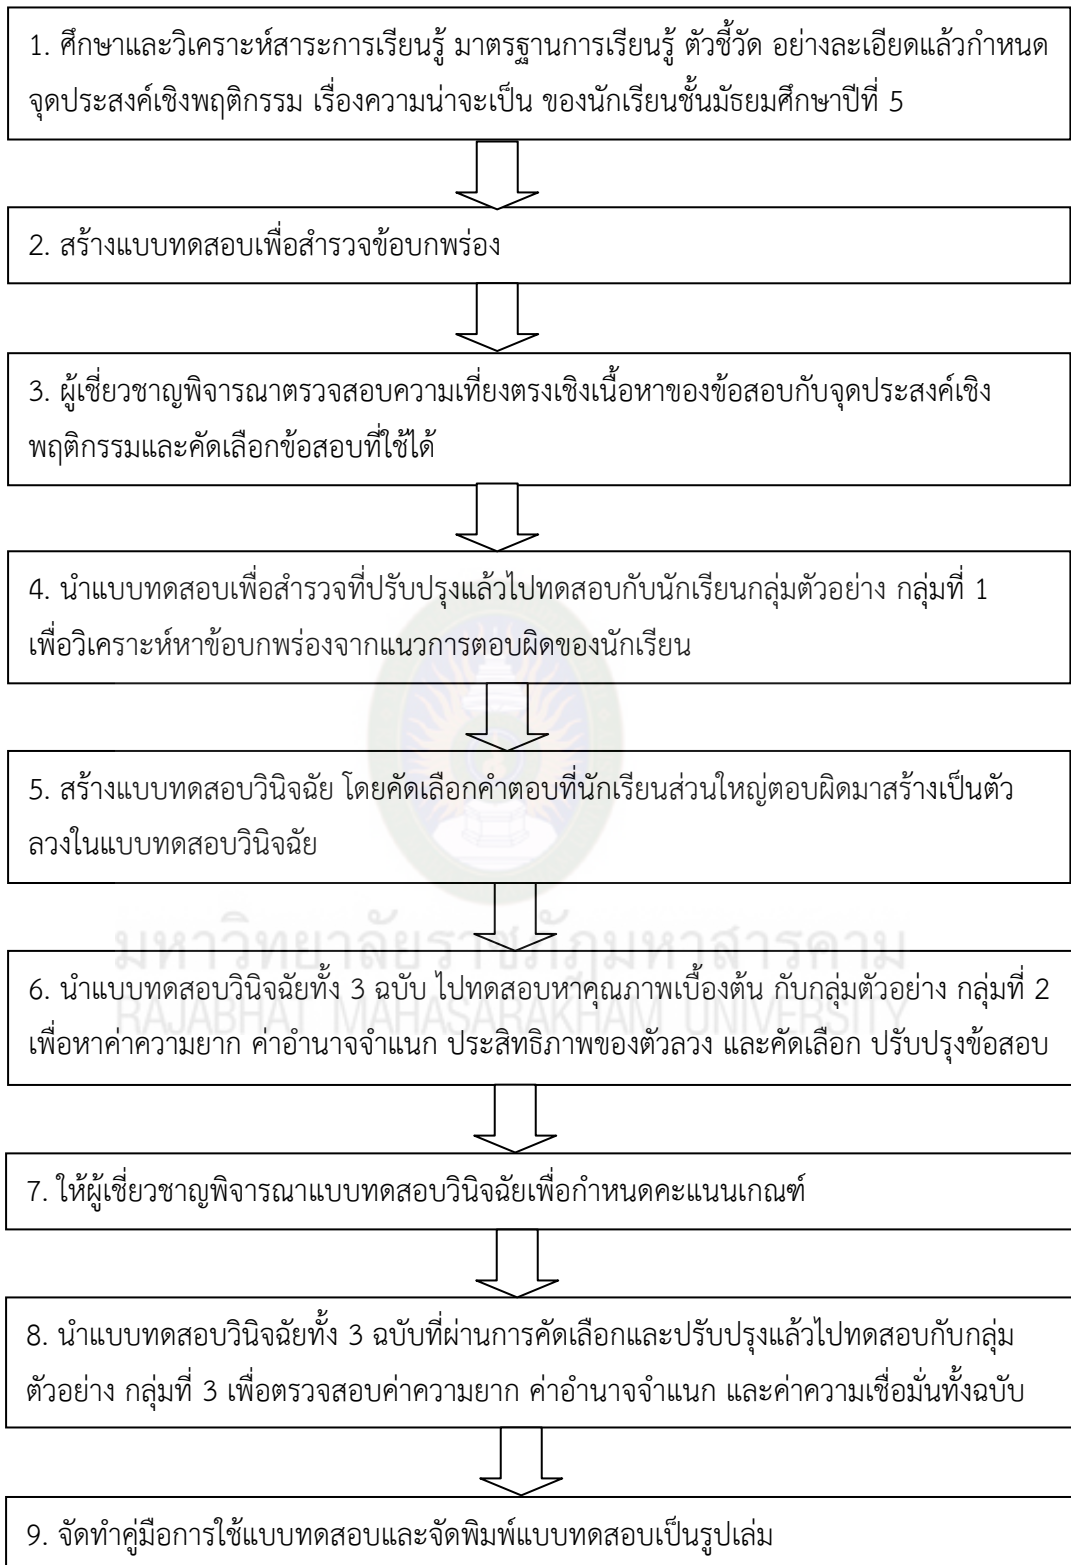 1. ศึกษาและวิเคราะห์สาระการเรียนรู้ มาตรฐานการเรียนรู้ ตัวชี้วัด อย่างละเอียดแล้วกำหนด
จุดประสงค์เชิงพฤติกรรม เรื่องความน่าจะเป็น ของนักเรียนชั้นมัธยมศึกษาปีที่ 5
2. สร้างแบบทดสอบเพื่อสำรวจข้อบกพร่อง
3. ผู้เชี่ยวชาญพิจารณาตรวจสอบความเที่ยงตรงเชิงเนื้อหาของข้อสอบกับจุดประสงค์เชิง
พฤติกรรมและคัดเลือกข้อสอบที่ใช้ได้
4. นำแบบทดสอบเพื่อสำรวจที่ปรับปรุงแล้วไปทดสอบกับนักเรียนกลุ่มตัวอย่าง กลุ่มที่ 1
เพื่อวิเคราะห์หาข้อบกพร่องจากแนวการตอบผิดของนักเรียน
5. สร้างแบบทดสอบวินิจฉัย โดยคัดเลือกคำตอบที่นักเรียนส่วนใหญ่ตอบผิดมาสร้างเป็นตัว
ลวงในแบบทดสอบวินิจฉัย
มหาวิทยาลัยราชภัฏมหาสารคาม
6. นำแบบทดสอบวินิจฉัยทั้ง 3 ฉบับ ไปทดสอบหาคุณภาพเบื้องต้น กับกลุ่มตัวอย่าง กลุ่มที่ 2
RAJABHAT MAHASARAKHAM UNIVERSITY
เพื่อหาค่าความยาก ค่าอำนาจจำแนก ประสิทธิภาพของตัวลวง และคัดเลือก ปรับปรุงข้อสอบ
7. ให้ผู้เชี่ยวชาญพิจารณาแบบทดสอบวินิจฉัยเพื่อกำหนดคะแนนเกณฑ์
8. นำแบบทดสอบวินิจฉัยทั้ง 3 ฉบับที่ผ่านการคัดเลือกและปรับปรุงแล้วไปทดสอบกับกลุ่ม
ตัวอย่าง กลุ่มที่ 3 เพื่อตรวจสอบค่าความยาก ค่าอำนาจจำแนก และค่าความเชื่อมั่นทั้งฉบับ
9. จัดทำคู่มือการใช้แบบทดสอบและจัดพิมพ์แบบทดสอบเป็นรูปเล่ม